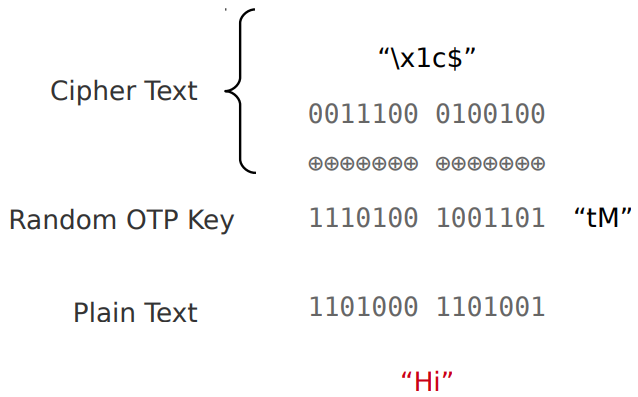 “\x1c$”
Cipher Text
0011100 0100100
⊕⊕⊕⊕⊕⊕⊕ ⊕⊕⊕⊕⊕⊕⊕
Random OTP Key 1110100 1001101 “tM”
Plain Text 1101000 1101001
“Hi”